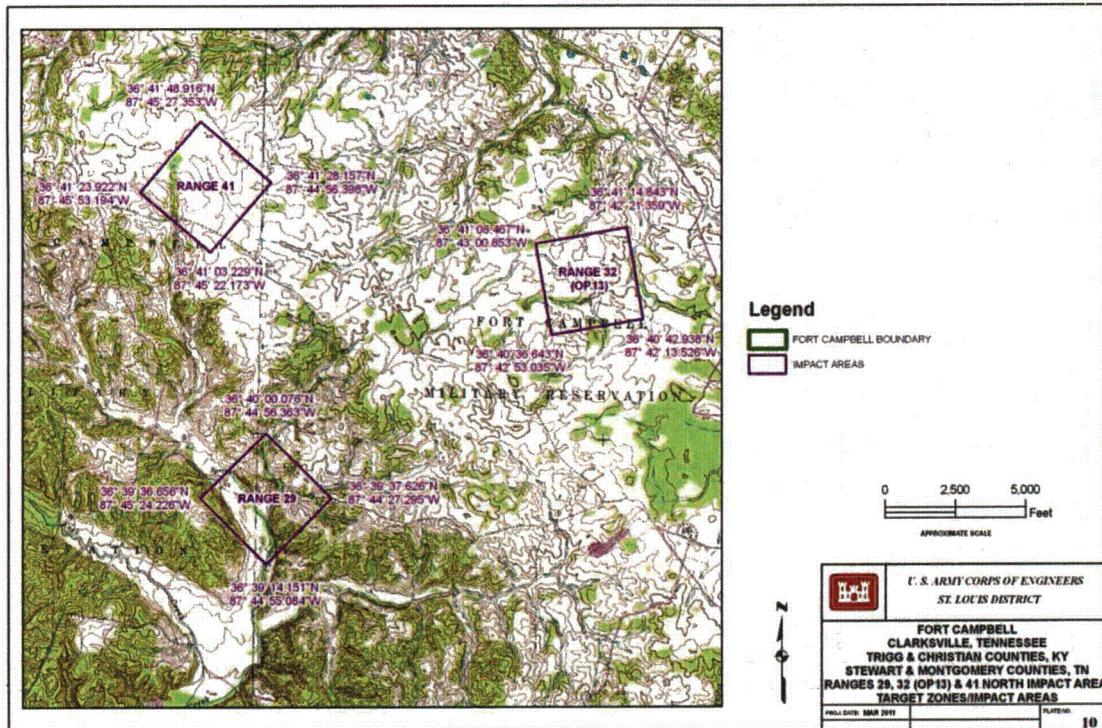 36° 41' 48.916"N
87° 45' 27.353"W
RANGE 41
36° 41' 23.922"N
87° 45' 53.194"W
36° 41' 28.157"N
87° 44' 56.398"W
36° 41' 03.229"N
87° 45' 22.173"W
36° 41' 14.843"N
87° 42' 21.359"W
36° 41' 08.467"N
87° 43' 00.853"W
RANGE 32
(OP13)
FORT CAMPBELL
36° 40' 36.643"N
87° 42' 53.035"W
36° 40' 42.938"N
87° 42' 13.526"W
MILITARY RESERVATION
36° 40' 00.076"N
87° 44' 56.363"W
36° 39' 36.656"N
87° 45' 24.226"W
RANGE 29
36° 39' 37.626"N
87° 44' 27.295"W
36° 39' 14.151"N
87° 44' 55.084"W
Legend
FORT CAMPBELL BOUNDARY
IMPACT AREAS
0 2,500 5,000
Feet
APPROXIMATE SCALE
N
U. S. ARMY CORPS OF ENGINEERS
ST. LOUIS DISTRICT
FORT CAMPBELL
CLARKSVILLE, TENNESSEE
TRIGG & CHRISTIAN COUNTIES, KY
STEWART & MONTGOMERY COUNTIES, TN
RANGES 29, 32 (OP13) & 41 NORTH IMPACT AREA
TARGET ZONES/IMPACT AREAS
PROJ. DATE: MAR 2011
PLATE NO.
10